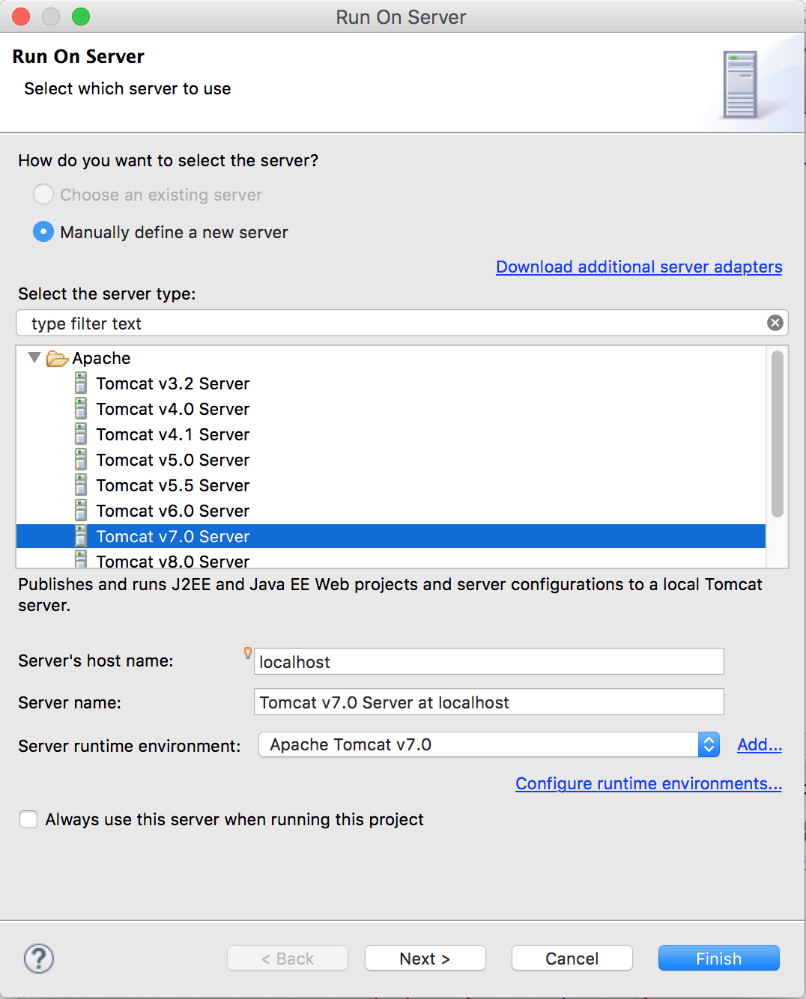 Run On Server
Run On Server
Select which server to use
How do you want to select the server?
Choose an existing server
Manually define a new server
Download additional server adapters
Select the server type:
type filter text
Apache
Tomcat v3.2 Server
Tomcat v4.0 Server
Tomcat v4.1 Server
Tomcat v5.0 Server
Tomcat v5.5 Server
Tomcat v6.0 Server
Tomcat v7.0 Server
Tomcat v8.0 Server
Publishes and runs J2EE and Java EE Web projects and server configurations to a local Tomcat
server.
Server's host name: localhost
Server name: Tomcat v7.0 Server at localhost
Server runtime environment: Apache Tomcat v7.0 Add...
Configure runtime environments...
Always use this server when running this project
? < Back Next > Cancel Finish